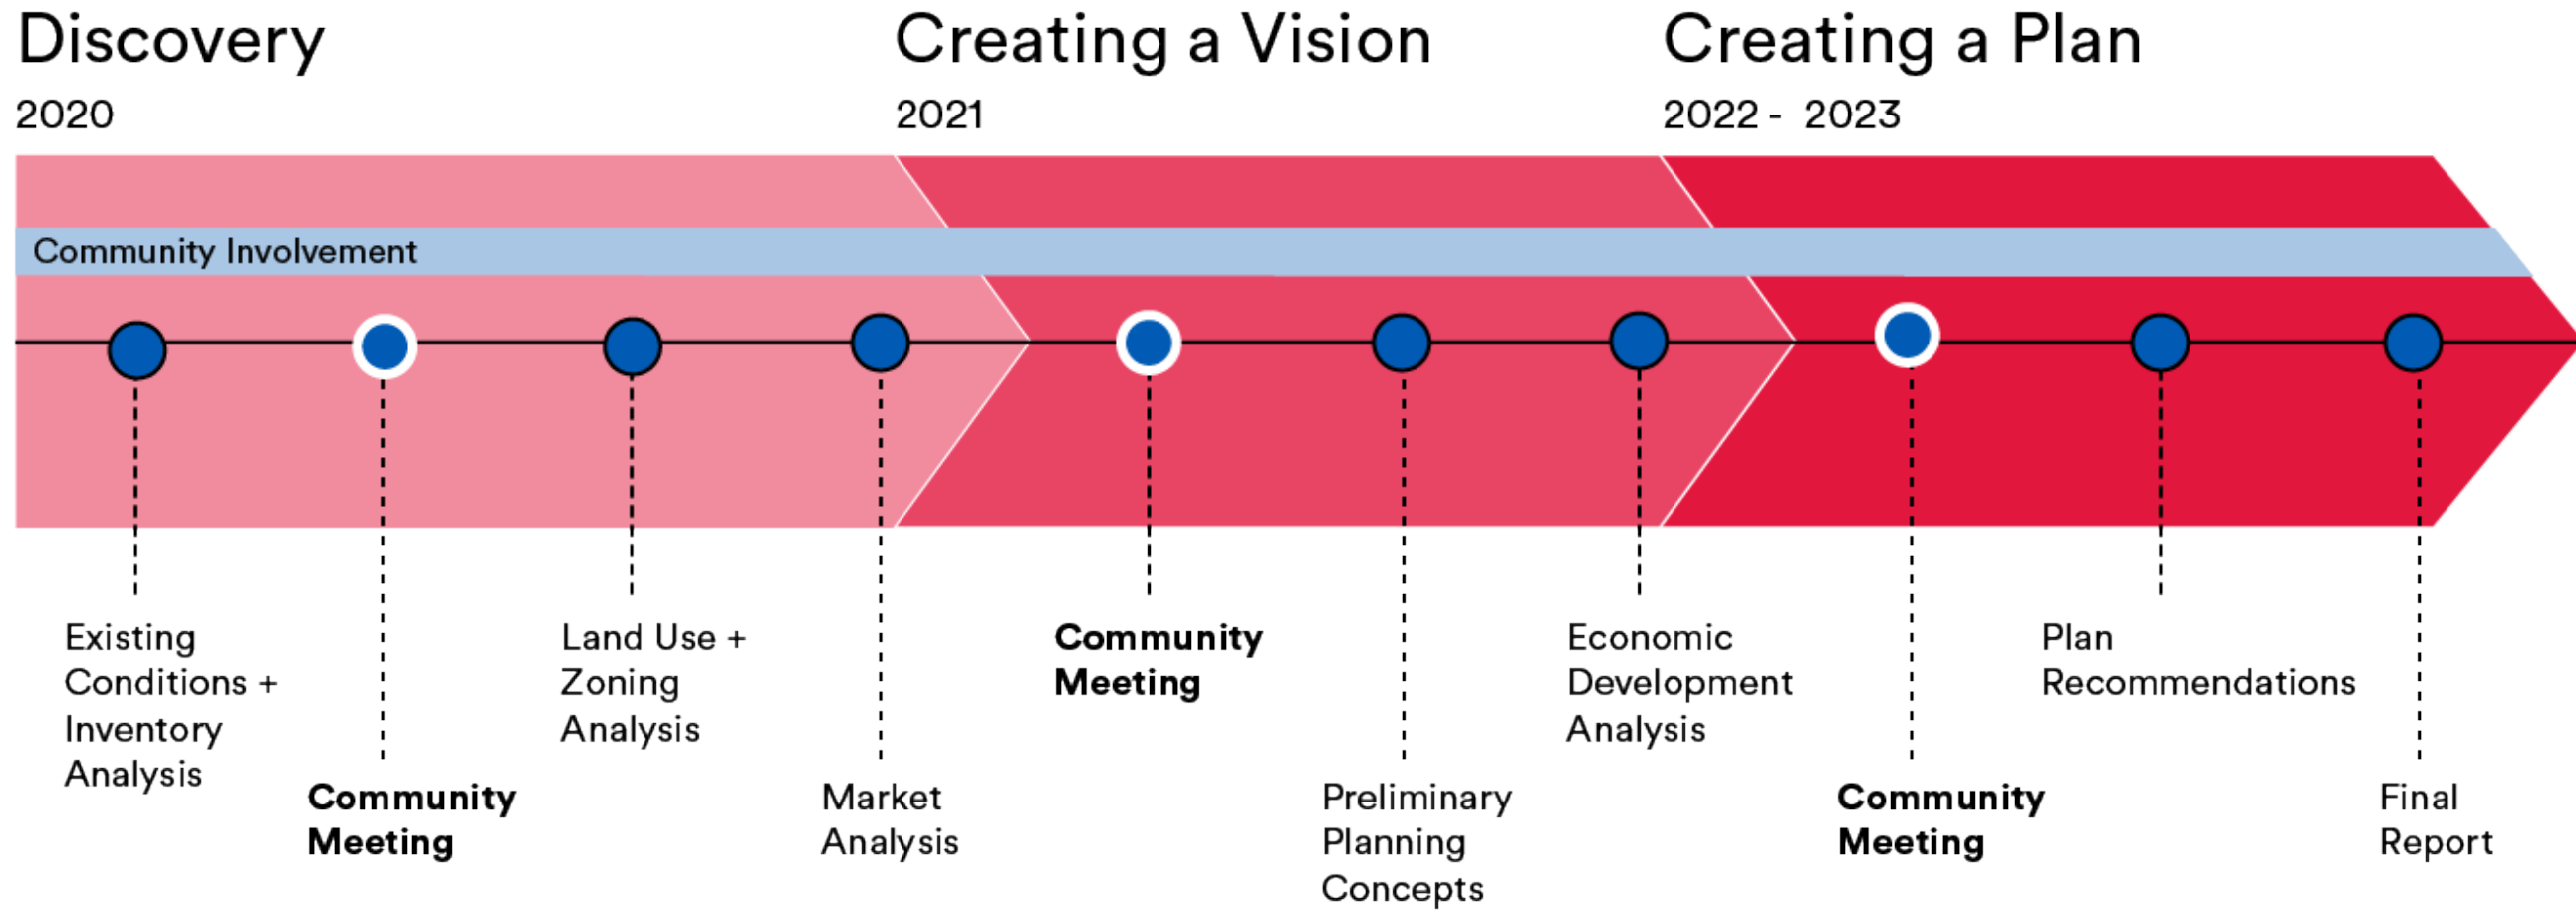 Discovery
2020
Creating a Vision
2021
Creating a Plan
2022 - 2023
Community Involvement
Existing
Conditions +
Inventory
Analysis
Community
Meeting
Land Use +
Zoning
Analysis
Market
Analysis
Community
Meeting
Preliminary
Planning
Concepts
Economic
Development
Analysis
Community
Meeting
Plan
Recommendations
Final
Report